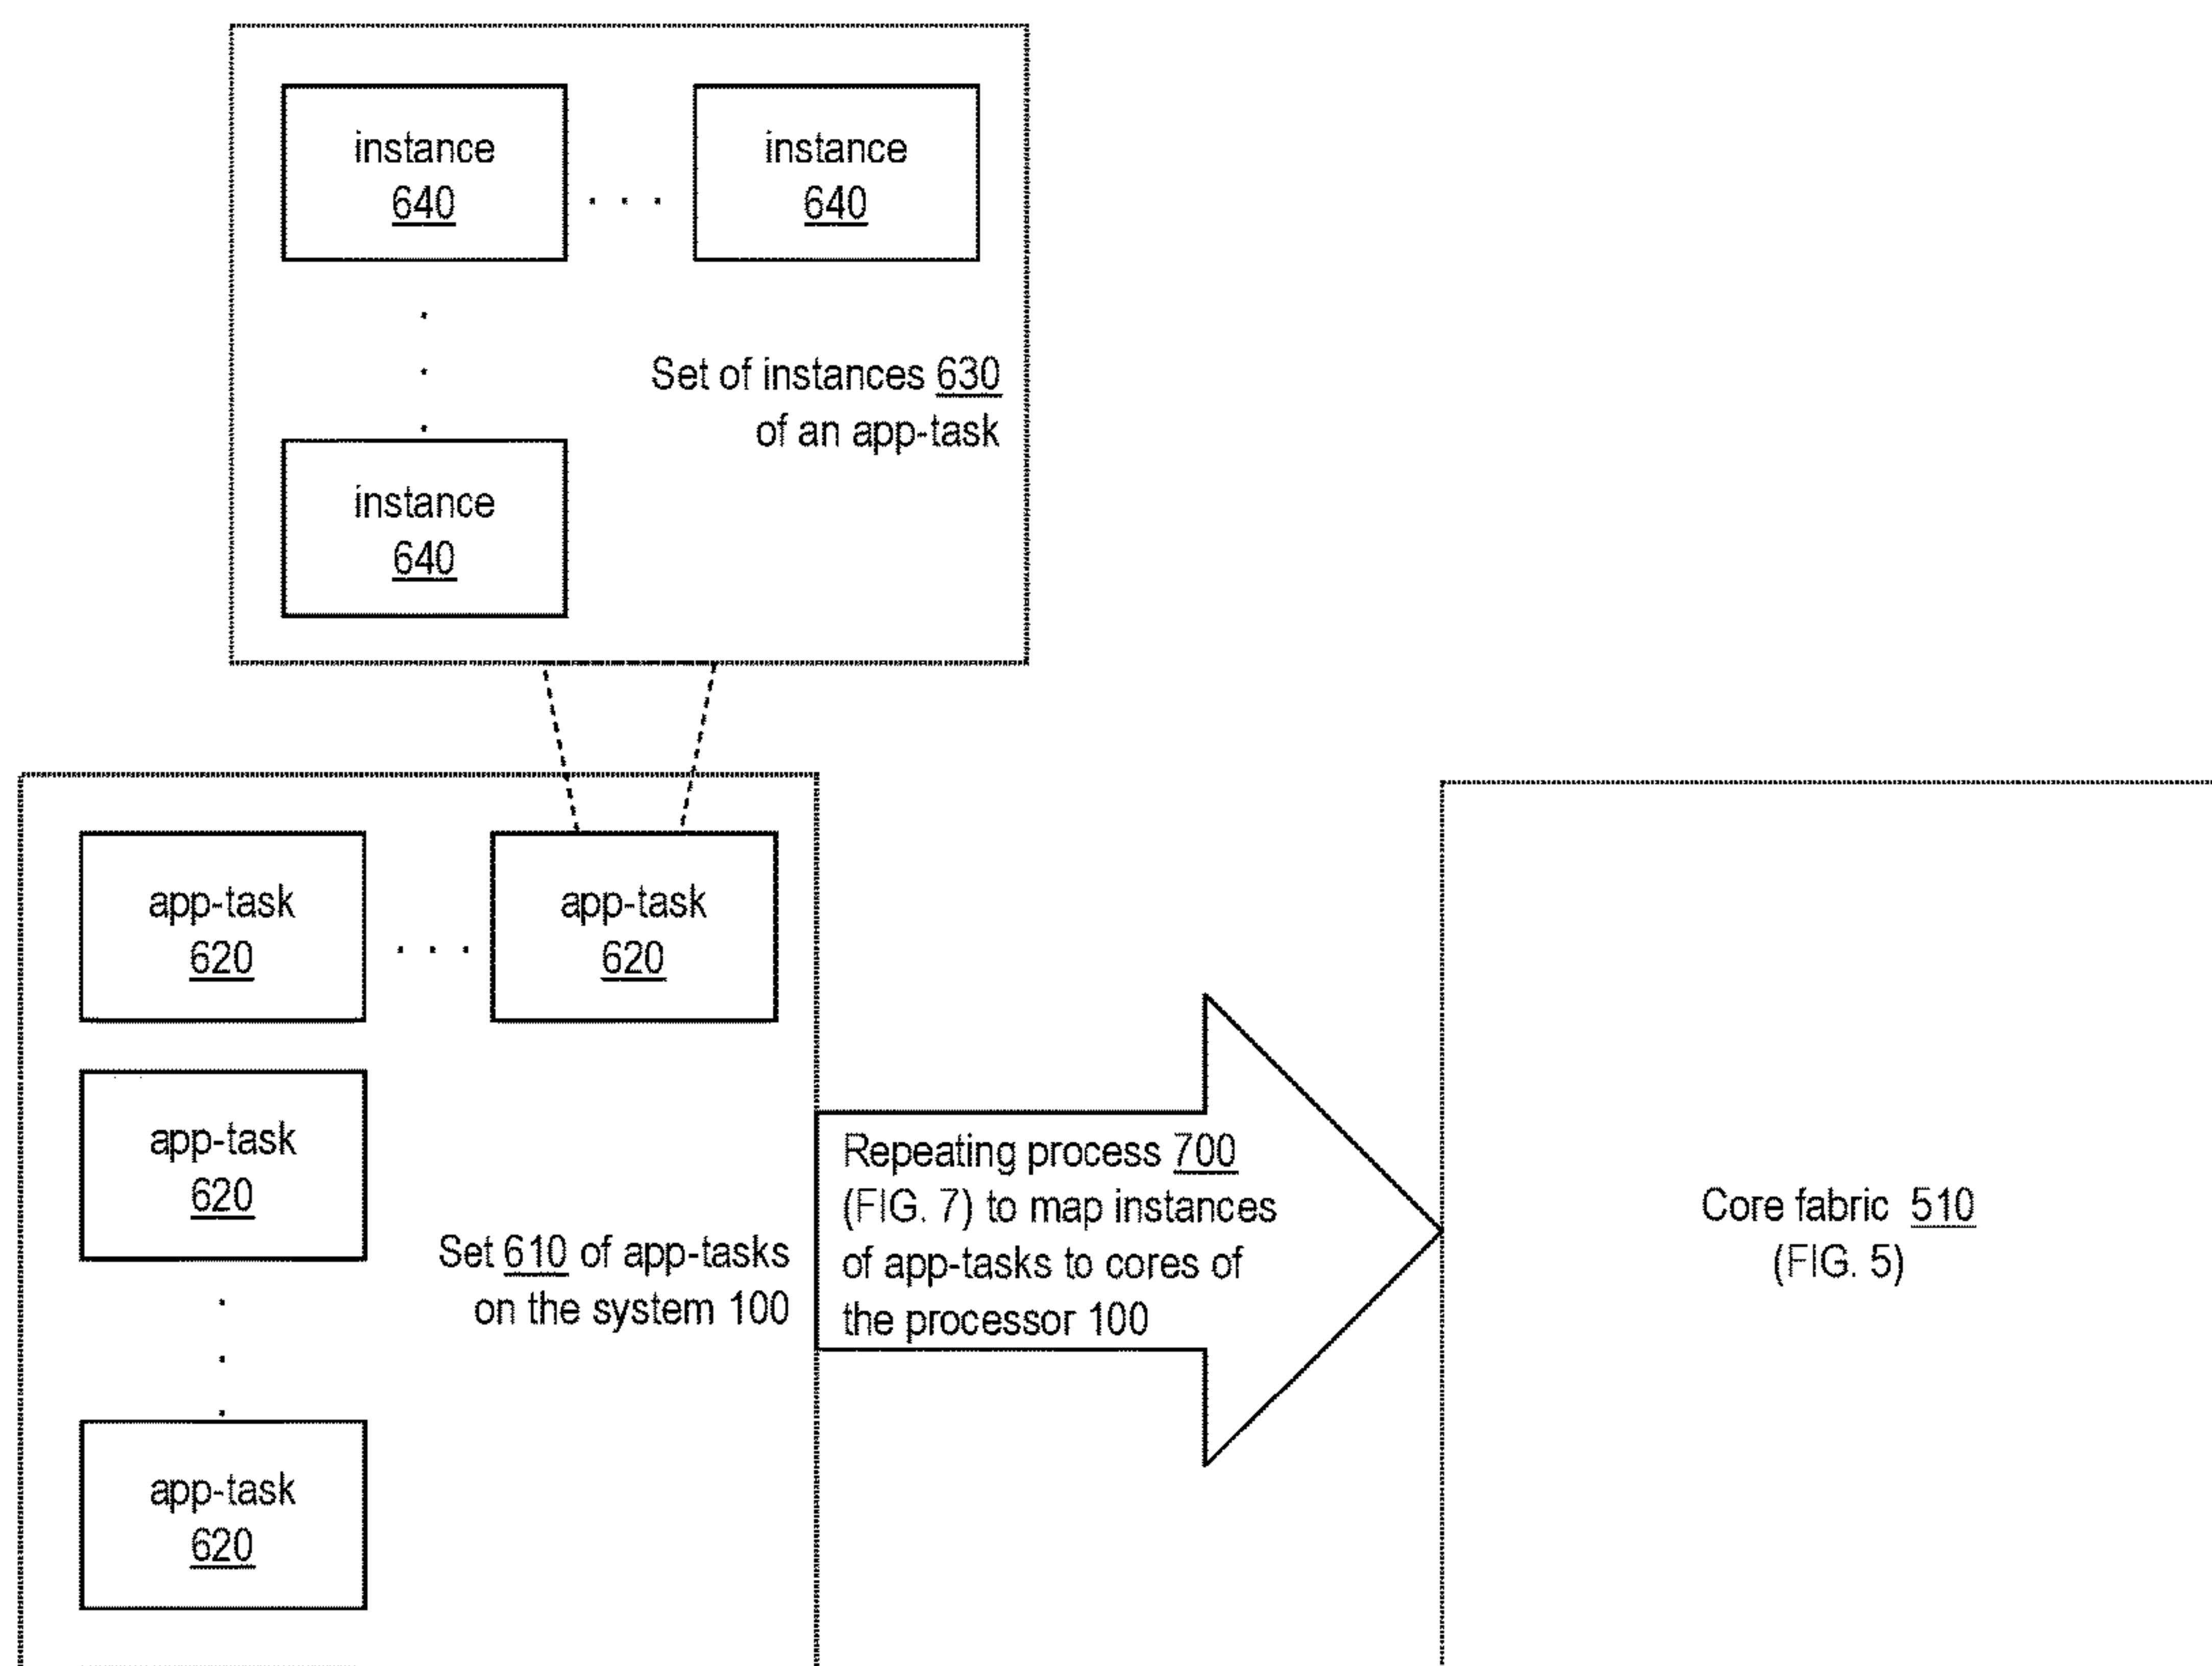 instance
640
. . .
instance
640
Set of instances 630
of an app-task
instance
640
app-task
620
. . .
app-task
620
app-task
620
Set 610 of app-tasks
on the system 100
app-task
620
Repeating process 700
(FIG. 7) to map instances
of app-tasks to cores of
the processor 100
Core fabric 510
(FIG. 5)